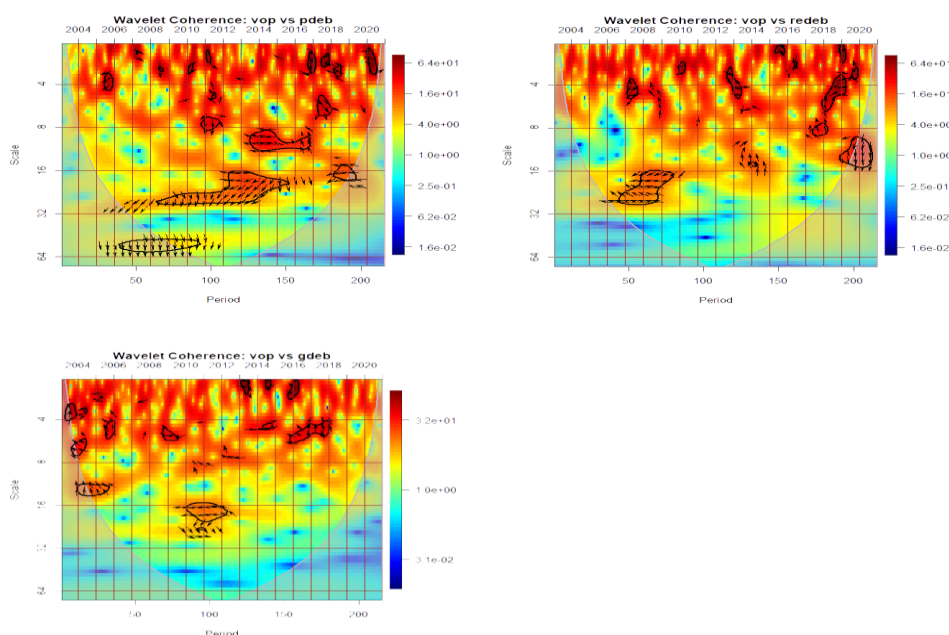 Wavelet Coherence: vop vs pdeb
2004 2006 2008 2010 2012 2014 2016 2018 2020
Scale
4
8
16
32
64
50 100 150 200
Period
6.4e+01
1.6e+01
4.0e+00
1.0e+00
2.5e-01
6.2e-02
1.6e-02
Wavelet Coherence: vop vs redeb
2004 2006 2008 2010 2012 2014 2016 2018 2020
Scale
4
8
16
32
64
50 100 150 200
Period
6.4e+01
1.6e+01
4.0e+00
1.0e+00
2.5e-01
6.2e-02
1.6e-02
Wavelet Coherence: vop vs gdeb
2004 2006 2008 2010 2012 2014 2016 2018 2020
Scale
4
8
16
32
64
50 100 150 200
Period
3.2e+01
1.0e+00
3.1e-02